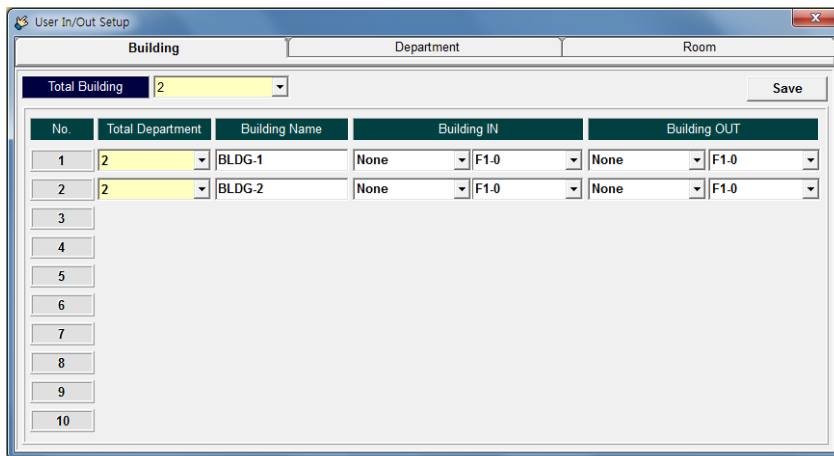 User In/Out Setup
Building Department Room
Total Building 2 Save
No. Total Department Building Name Building IN Building OUT
1 2 BLDG-1 None F1-0 None F1-0
2 2 BLDG-2 None F1-0 None F1-0
3
4
5
6
7
8
9
10